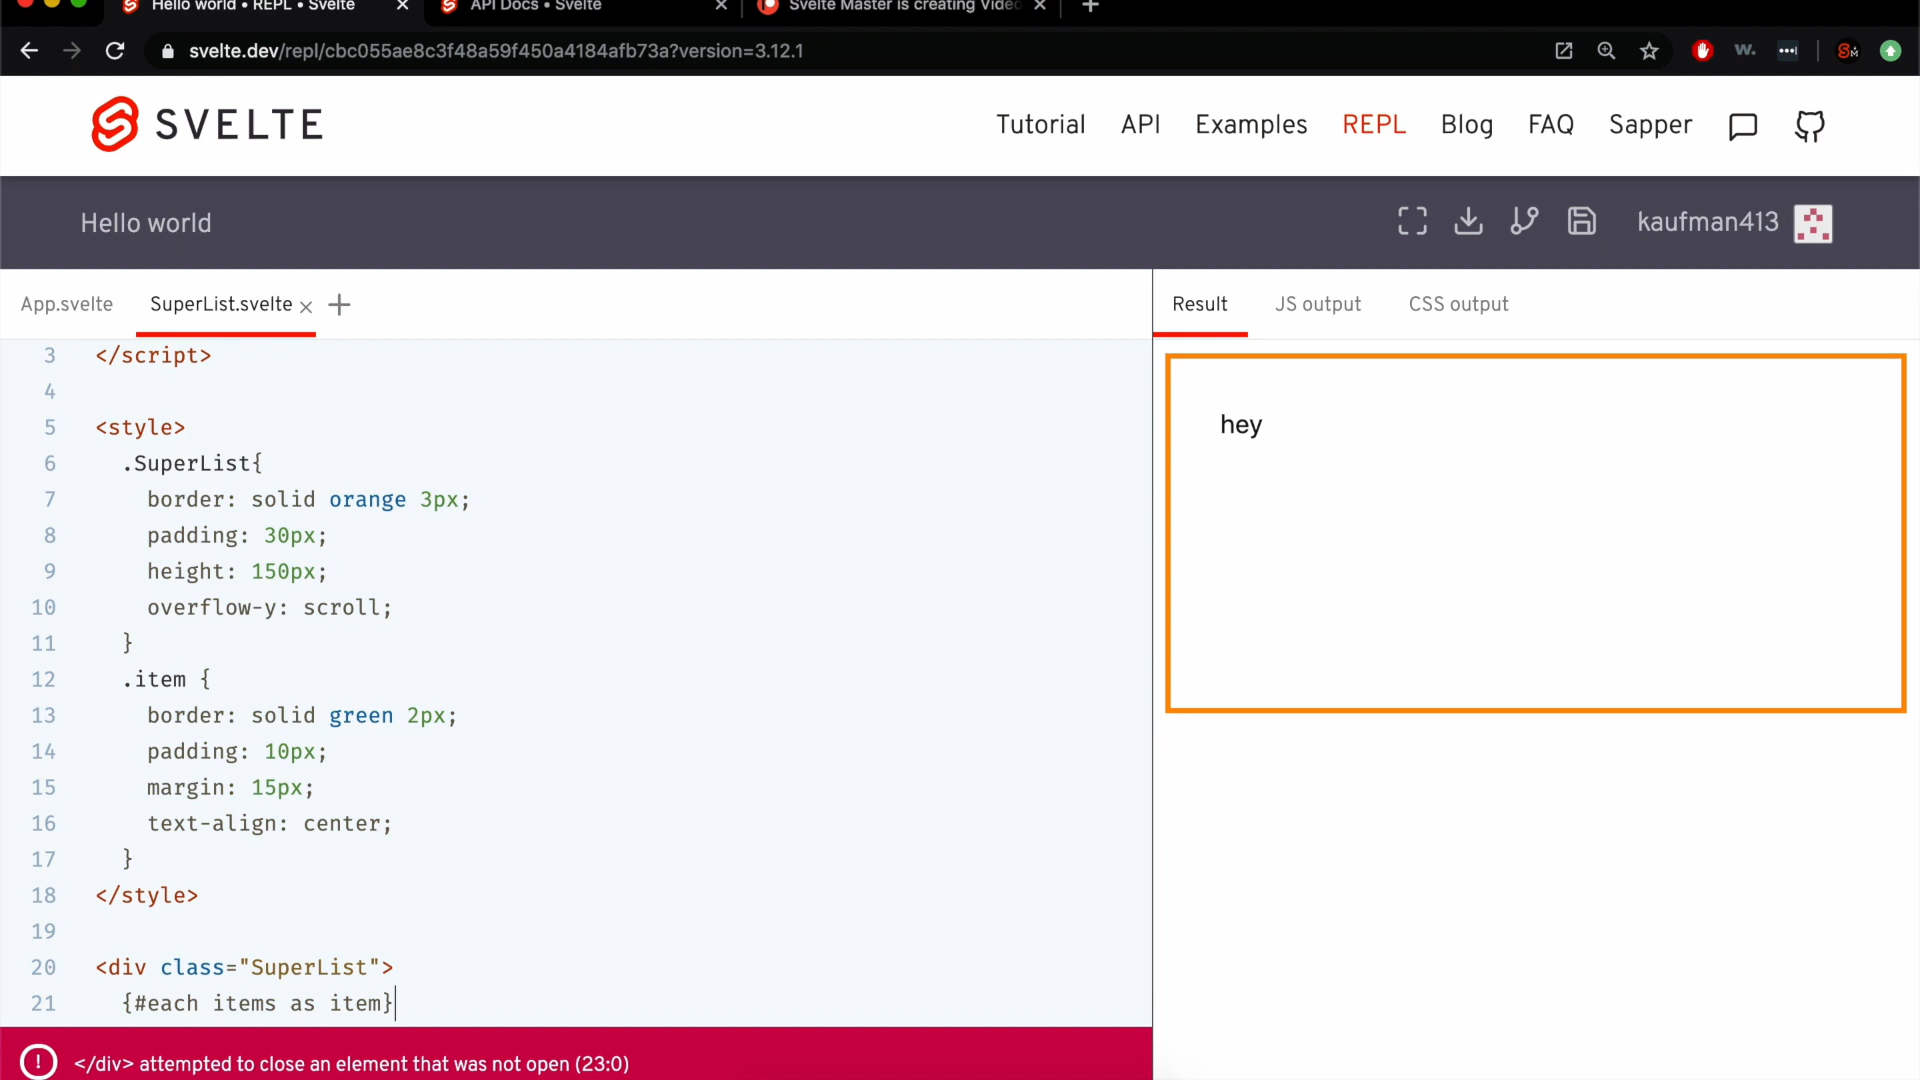 Hello world • REPL • Svelte
API Docs • Svelte
Svelte Master is creating Video
svelte.dev/repl/cbc055ae8c3f48a59f450a4184afb73a?version=3.12.1
W.
SM
SVELTE
Tutorial API Examples REPL Blog FAQ Sapper
Hello world
kaufman413
App.svelte SuperList.svelte
Result JS output CSS output
3 </script>
4
5 <style>
6 .SuperList{
7 border: solid orange 3px;
8 padding: 30px;
9 height: 150px;
10 overflow-y: scroll;
11 }
12 .item {
13 border: solid green 2px;
14 padding: 10px;
15 margin: 15px;
16 text-align: center;
17 }
18 </style>
19
20 <div class="SuperList">
21 {#each items as item}
</div> attempted to close an element that was not open (23:0)
hey